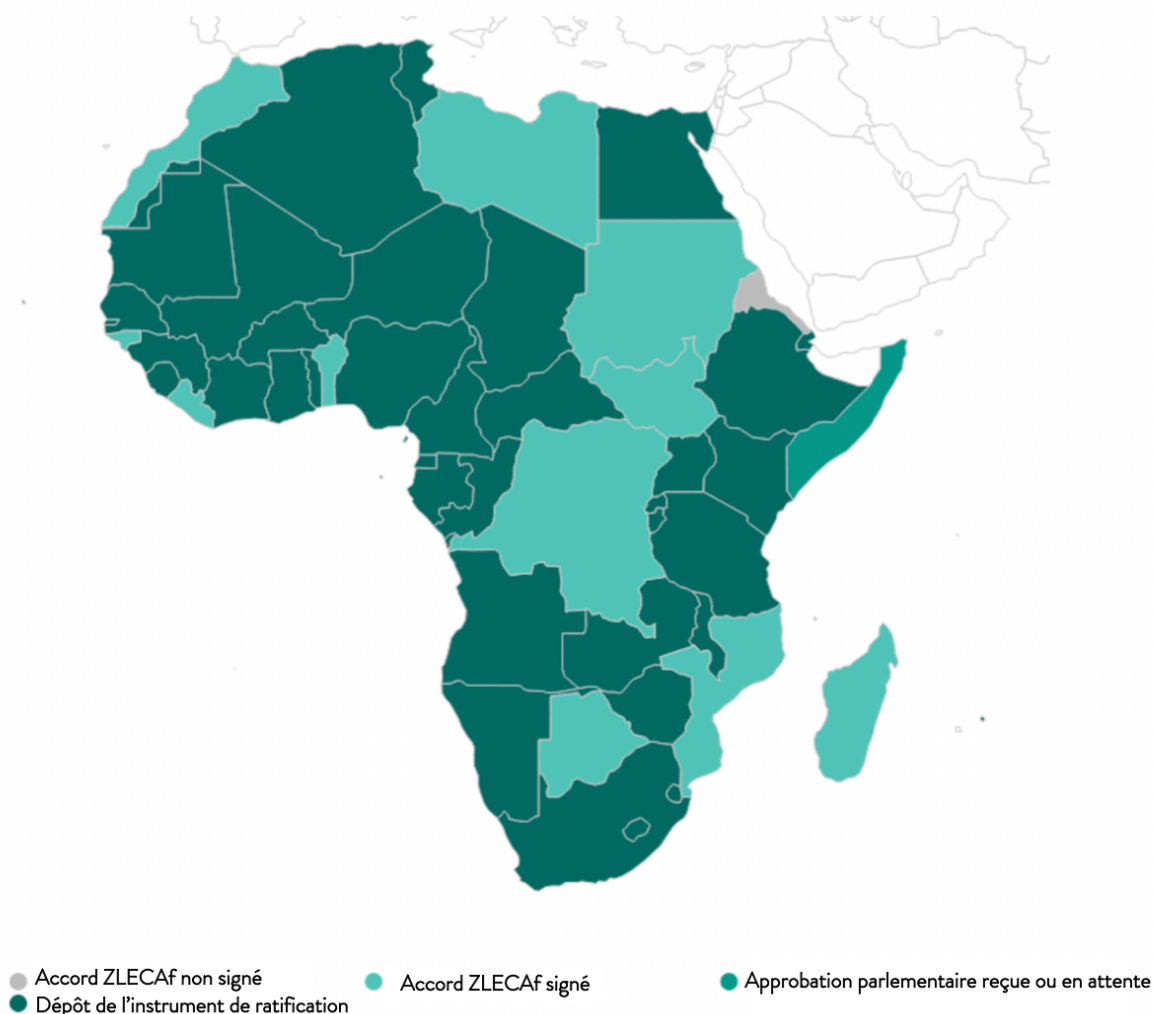 Accord ZLECAf non signé
Accord ZLECAf signé
Approbation parlementaire reçue ou en attente
Dépôt de l'instrument de ratification